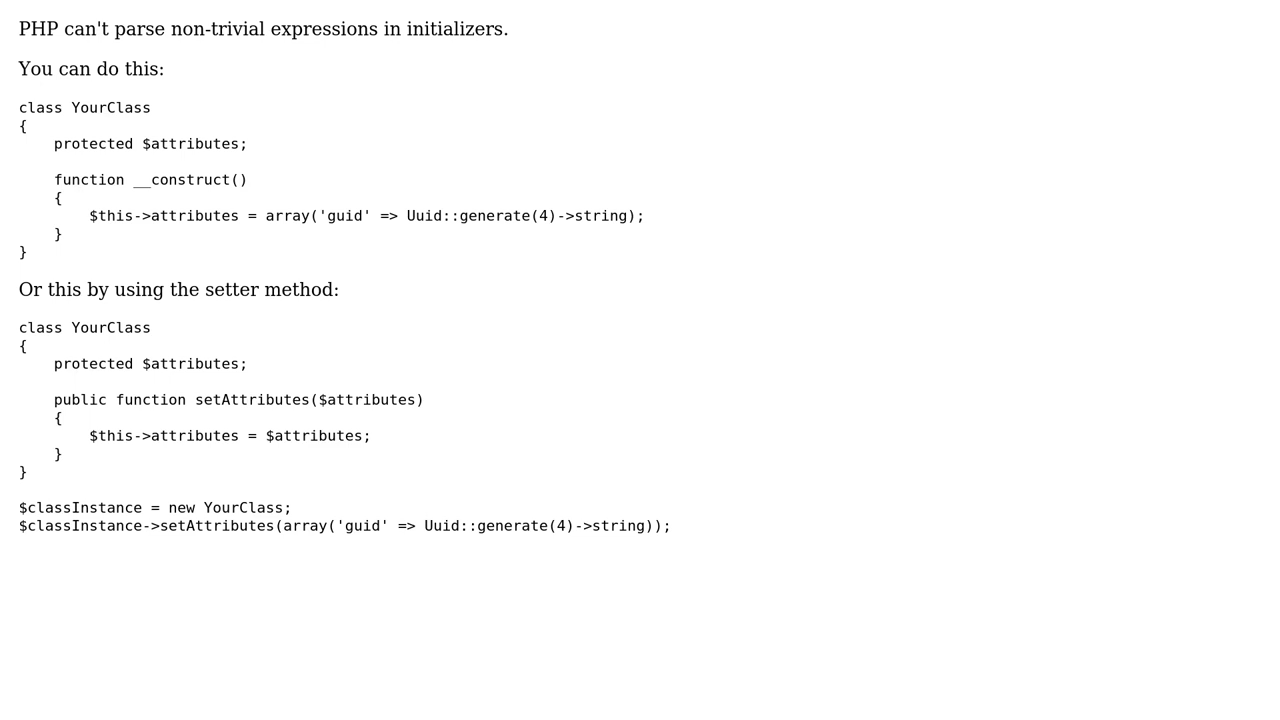 PHP can't parse non-trivial expressions in initializers.
You can do this:
class YourClass
{
    protected $attributes;

    function __construct()
    {
        $this->attributes = array('guid' => Uuid::generate(4)->string);
    }
}
Or this by using the setter method:
class YourClass
{
    protected $attributes;

    public function setAttributes($attributes)
    {
        $this->attributes = $attributes;
    }
}

$classInstance = new YourClass;
$classInstance->setAttributes(array('guid' => Uuid::generate(4)->string));